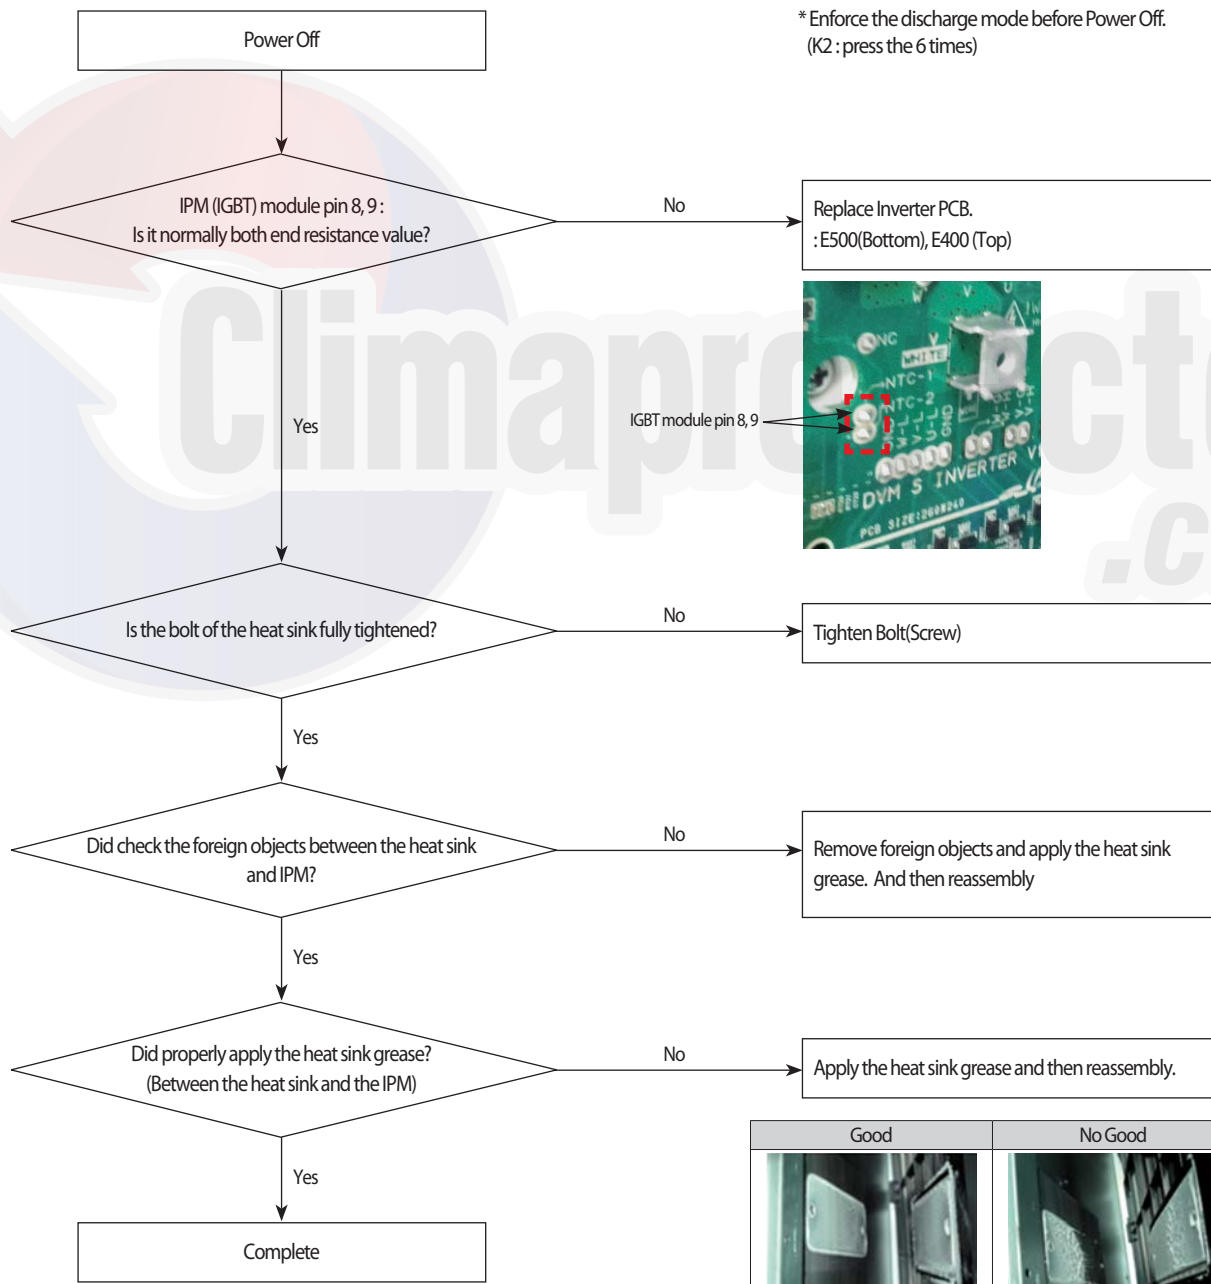 * Enforce the discharge mode before Power Off.
(K2 : press the 6 times)
Power Off
IPM (IGBT) module pin 8, 9 :
Is it normally both end resistance value?
No
Replace Inverter PCB.
: E500(Bottom), E400 (Top)
Yes
IGBT module pin 8, 9
NC
V
WHITE
NTC-1
NTC-2
W-L
V-L
U-L
GND
DVM S INVERTER
PCB SIZE:260W240
Is the bolt of the heat sink fully tightened?
No
Tighten Bolt(Screw)
Yes
Did check the foreign objects between the heat sink
and IPM?
No
Remove foreign objects and apply the heat sink
grease. And then reassembly
Yes
Did properly apply the heat sink grease?
(Between the heat sink and the IPM)
No
Apply the heat sink grease and then reassembly.
Yes
Good
No Good
Complete